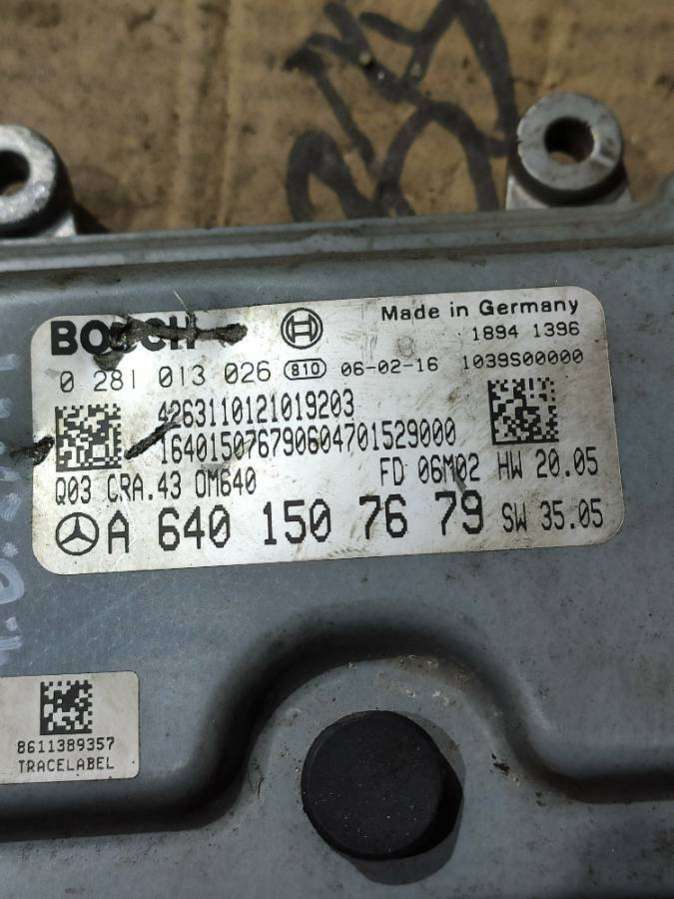 BOSCH
Made in Germany
1894 1396
0 281 013 026 810 06-02-16 1039S00000
4263110121019203
164015076790604701529000
Q03 CRA.43 OM640 FD 06M02 HW 20.05
A 640 150 76 79 SW 35.05
8611389357
TRACELABEL